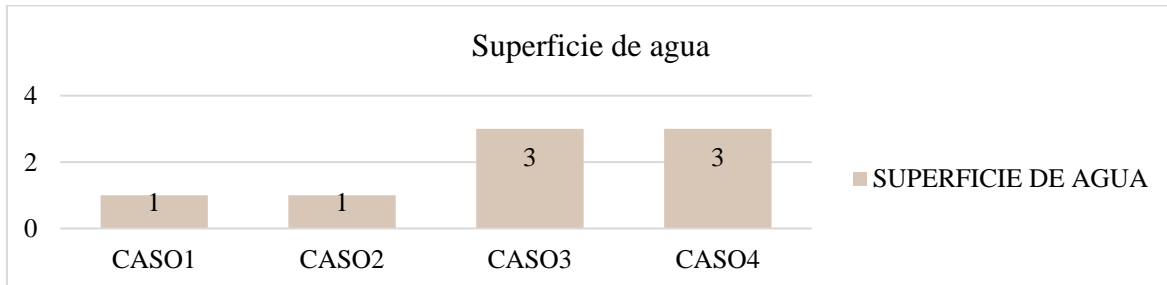 Superficie de agua
4
2
0
1
1
3
3
CASO1
CASO2
CASO3
CASO4
SUPERFICIE DE AGUA